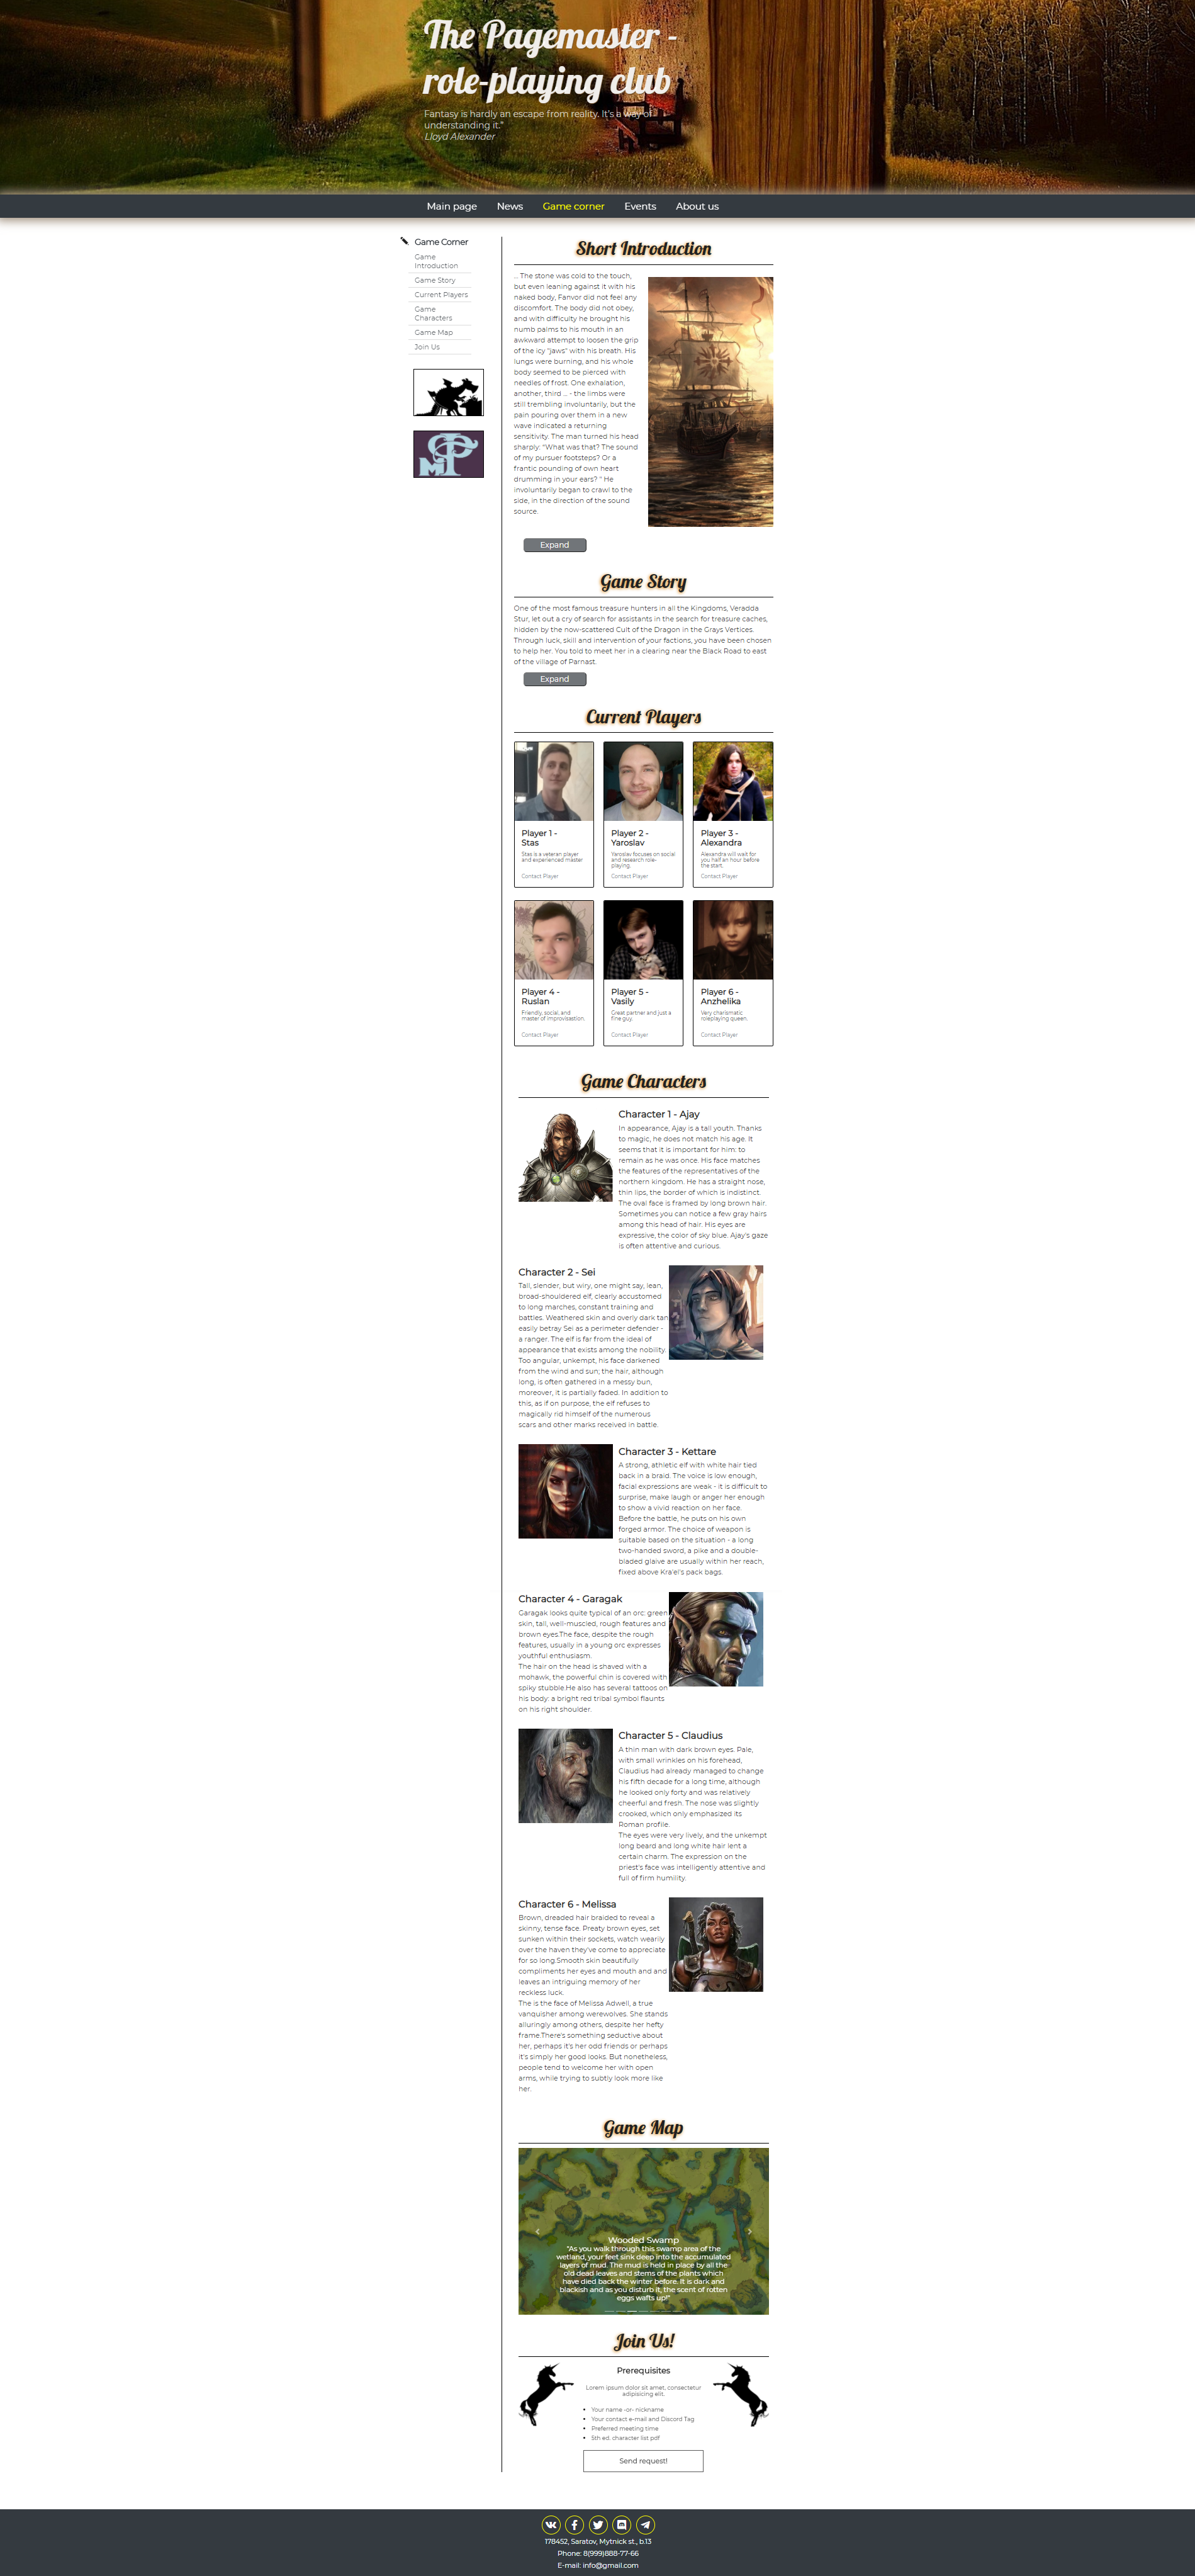 The Pagemaster -
role-playing club
Fantasy is hardly an escape from reality. It's a way of
understanding it."
Lloyd Alexander
Main page News Game corner Events About us
Game Corner
Game
Introduction
Game Story
Current Players
Game
Characters
Game Map
Join Us
Short Introduction
... The stone was cold to the touch,
but even leaning against it with his
naked body, Fanvor did not feel any
discomfort. The body did not obey,
and with difficulty he brought his
numb palms to his mouth in an
awkward attempt to loosen the grip
of the icy "jaws" with his breath. His
lungs were burning, and his whole
body seemed to be pierced with
needles of frost. One exhalation,
another, third ... - the limbs were
still trembling involuntarily, but the
pain pouring over them in a new
wave indicated a returning
sensitivity. The man turned his head
sharply: "What was that? The sound
of my pursuer footsteps? Or a
frantic pounding of own heart
drumming in your ears? " He
involuntarily began to crawl to the
side, in the direction of the sound
source.
Expand
Game Story
One of the most famous treasure hunters in all the Kingdoms, Veradda
Stur, let out a cry of search for assistants in the search for treasure caches,
hidden by the now-scattered Cult of the Dragon in the Grays Vertices.
Through luck, skill and intervention of your factions, you have been chosen
to help her. You told to meet her in a clearing near the Black Road to east
of the village of Parnast.
Expand
Current Players
Player 1 -
Stas
Stas is a veteran player
and experienced master
Contact Player
Player 2 -
Yaroslav
Yaroslav focuses on social
and research role-
playing.
Contact Player
Player 3 -
Alexandra
Alexandra will wait for
you half an hour before
the start.
Contact Player
Player 4 -
Ruslan
Friendly, social, and
master of improvisastion.
Contact Player
Player 5 -
Vasily
Great partner and just a
fine guy.
Contact Player
Player 6 -
Anzhelika
Very charismatic
roleplaying queen.
Contact Player
Game Characters
Character 1 - Ajay
In appearance, Ajay is a tall youth. Thanks
to magic, he does not match his age. It
seems that it is important for him: to
remain as he was once. His face matches
the features of the representatives of the
northern kingdom. He has a straight nose,
thin lips, the border of which is indistinct.
The oval face is framed by long brown hair.
Sometimes you can notice a few gray hairs
among this head of hair. His eyes are
expressive, the color of sky blue. Ajay's gaze
is often attentive and curious.
Character 2 - Sei
Tall, slender, but wiry, one might say, lean,
broad-shouldered elf, clearly accustomed
to long marches, constant training and
battles. Weathered skin and overly dark tan
easily betray Sei as a perimeter defender -
a ranger. The elf is far from the ideal of
appearance that exists among the nobility.
Too angular, unkempt, his face darkened
from the wind and sun; the hair, although
long, is often gathered in a messy bun,
moreover, it is partially faded. In addition to
this, as if on purpose, the elf refuses to
magically rid himself of the numerous
scars and other marks received in battle.
Character 3 - Kettare
A strong, athletic elf with white hair tied
back in a braid. The voice is low enough,
facial expressions are weak - it is difficult to
surprise, make laugh or anger her enough
to show a vivid reaction on her face.
Before the battle, he puts on his own
forged armor. The choice of weapon is
suitable based on the situation - a long
two-handed sword, a pike and a double-
bladed glaive are usually within her reach,
fixed above Kra'el's pack bags.
Character 4 - Garagak
Garagak looks quite typical of an orc: green
skin, tall, well-muscled, rough features and
brown eyes.The face, despite the rough
features, usually in a young orc expresses
youthful enthusiasm.
The hair on the head is shaved with a
mohawk, the powerful chin is covered with
spiky stubble.He also has several tattoos on
his body: a bright red tribal symbol flaunts
on his right shoulder.
Character 5 - Claudius
A thin man with dark brown eyes. Pale,
with small wrinkles on his forehead,
Claudius had already managed to change
his fifth decade for a long time, although
he looked only forty and was relatively
cheerful and fresh. The nose was slightly
crooked, which only emphasized its
Roman profile.
The eyes were very lively, and the unkempt
long beard and long white hair lent a
certain charm. The expression on the
priest's face was intelligently attentive and
full of firm humility.
Character 6 - Melissa
Brown, dreaded hair braided to reveal a
skinny, tense face. Preaty brown eyes, set
sunken within their sockets, watch wearily
over the haven they've come to appreciate
for so long.Smooth skin beautifully
compliments her eyes and mouth and and
leaves an intriguing memory of her
reckless luck.
The is the face of Melissa Adwell, a true
vanquisher among werewolves. She stands
alluringly among others, despite her hefty
frame.There's something seductive about
her, perhaps it's her odd friends or perhaps
it's simply her good looks. But nonetheless,
people tend to welcome her with open
arms, while trying to subtly look more like
her.
Game Map
Wooded Swamp
"As you walk through this swamp area of the
wetland, your feet sink deep into the accumulated
layers of mud. The mud is held in place by all the
old dead leaves and stems of the plants which
have died back the winter before. It is dark and
blackish and as you disturb it, the scent of rotten
eggs wafts up!"
Join Us!
Prerequisites
Lorem ipsum dolor sit amet, consectetur
adipisicing elit.
Your name -or- nickname
Your contact e-mail and Discord Tag
Preferred meeting time
5th ed. character list pdf
Send request!
178452, Saratov, Mytnick st., b.13
Phone: 8(999)888-77-66
E-mail: info@gmail.com